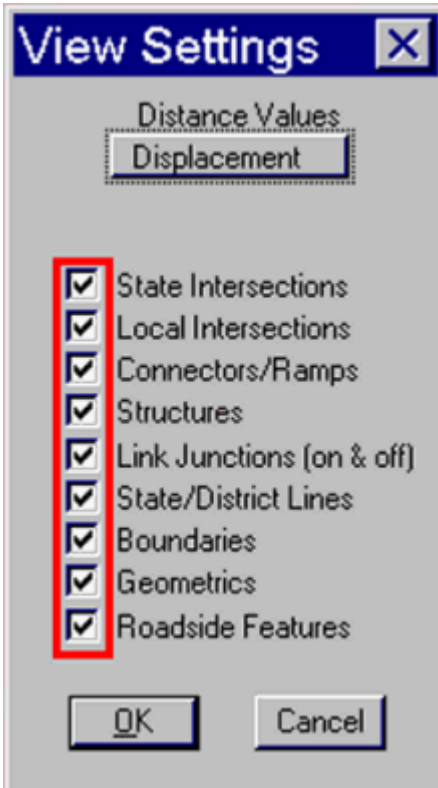 View Settings
Distance Values
Displacement
State Intersections
Local Intersections
Connectors/Ramps
Structures
Link Junctions (on & off)
State/District Lines
Boundaries
Geometrics
Roadside Features
OK Cancel